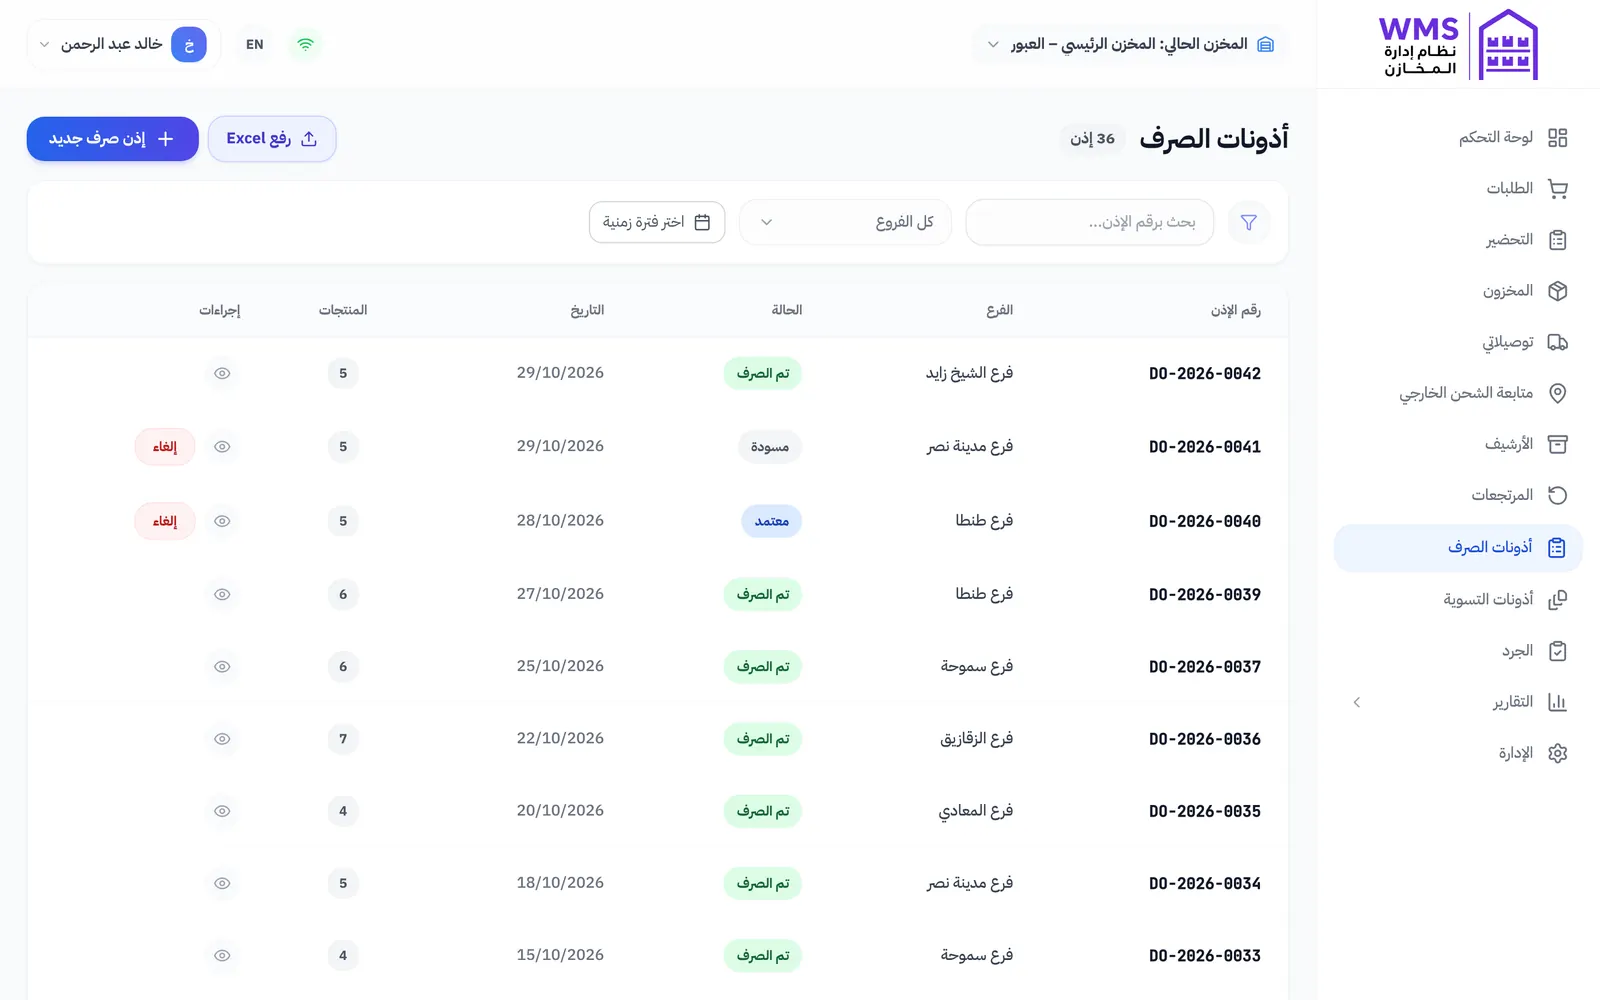 WMS
نظام إدارة
المخازن
المخزن الحالي: المخزن الرئيسي – العبور
EN
خ
خالد عبد الرحمن
لوحة التحكم
الطلبات
التحضير
المخزون
توصيلاتي
متابعة الشحن الخارجي
الأرشيف
المرتجعات
أذونات الصرف
أذونات التسوية
الجرد
التقارير
الإدارة
أذونات الصرف 36 إذن
رفع Excel
إذن صرف جديد
بحث برقم الإذن...
كل الفروع
اختر فترة زمنية
رقم الإذن الفرع الحالة التاريخ المنتجات إجراءات
DO-2026-0042 فرع الشيخ زايد تم الصرف 29/10/2026 5
DO-2026-0041 فرع مدينة نصر مسودة 29/10/2026 5 إلغاء
DO-2026-0040 فرع طنطا معتمد 28/10/2026 5 إلغاء
DO-2026-0039 فرع طنطا تم الصرف 27/10/2026 6
DO-2026-0037 فرع سموحة تم الصرف 25/10/2026 6
DO-2026-0036 فرع الزقازيق تم الصرف 22/10/2026 7
DO-2026-0035 فرع المعادي تم الصرف 20/10/2026 4
DO-2026-0034 فرع مدينة نصر تم الصرف 18/10/2026 5
DO-2026-0033 فرع سموحة تم الصرف 15/10/2026 4